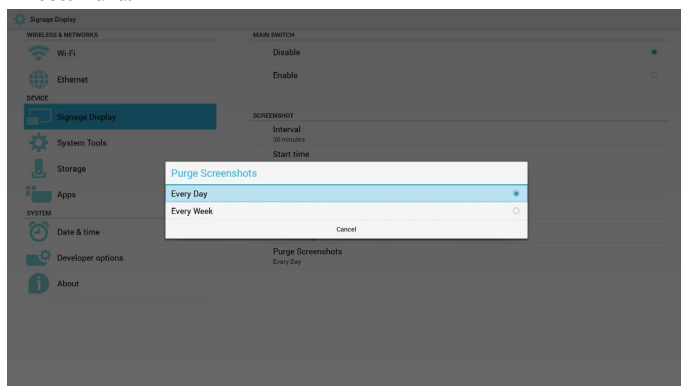 Signage Display
WIRELESS & NETWORKS
Wi-Fi
Ethernet
DEVICE
Signage Display
System Tools
Storage
Apps
SYSTEM
Date & time
Developer options
About
MAIN SWITCH
Disable
Enable
SCREENSHOT
Interval
30 minutes
Start time
Purge Screenshots
Every Day
Every Week
Cancel
Purge Screenshots
Every Day